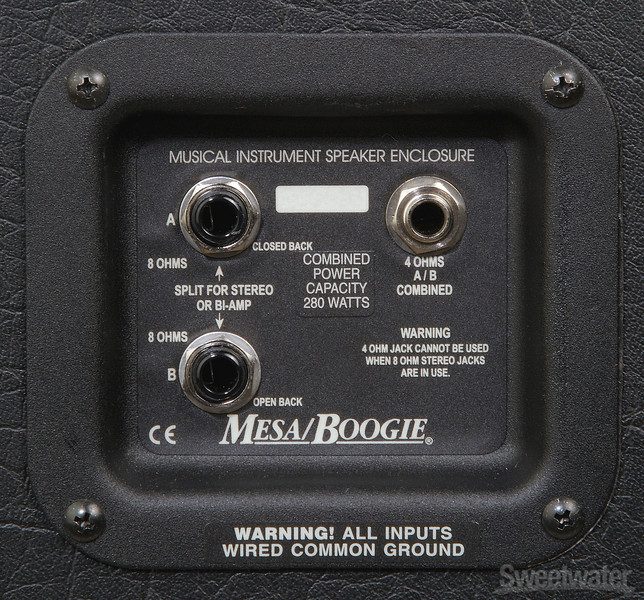 MUSICAL INSTRUMENT SPEAKER ENCLOSURE
A
CLOSED BACK
8 OHMS
SPLIT FOR STEREO
OR BI-AMP
8 OHMS
B
OPEN BACK
COMBINED
POWER
CAPACITY
280 WATTS
4 OHMS
A / B
COMBINED
WARNING
4 OHM JACK CANNOT BE USED
WHEN 8 OHM STEREO JACKS
ARE IN USE.
CE
MESA/BOOGIE®
WARNING! ALL INPUTS
WIRED COMMON GROUND
Sweetwater